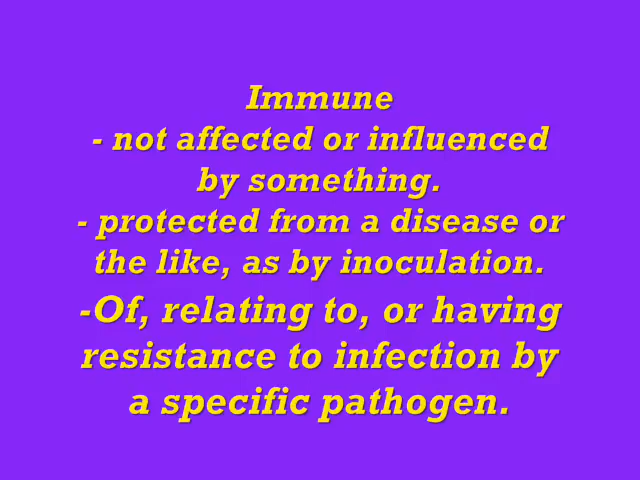 Immune
- not affected or influenced
by something.
- protected from a disease or
the like, as by inoculation.
-Of, relating to, or having
resistance to infection by
a specific pathogen.